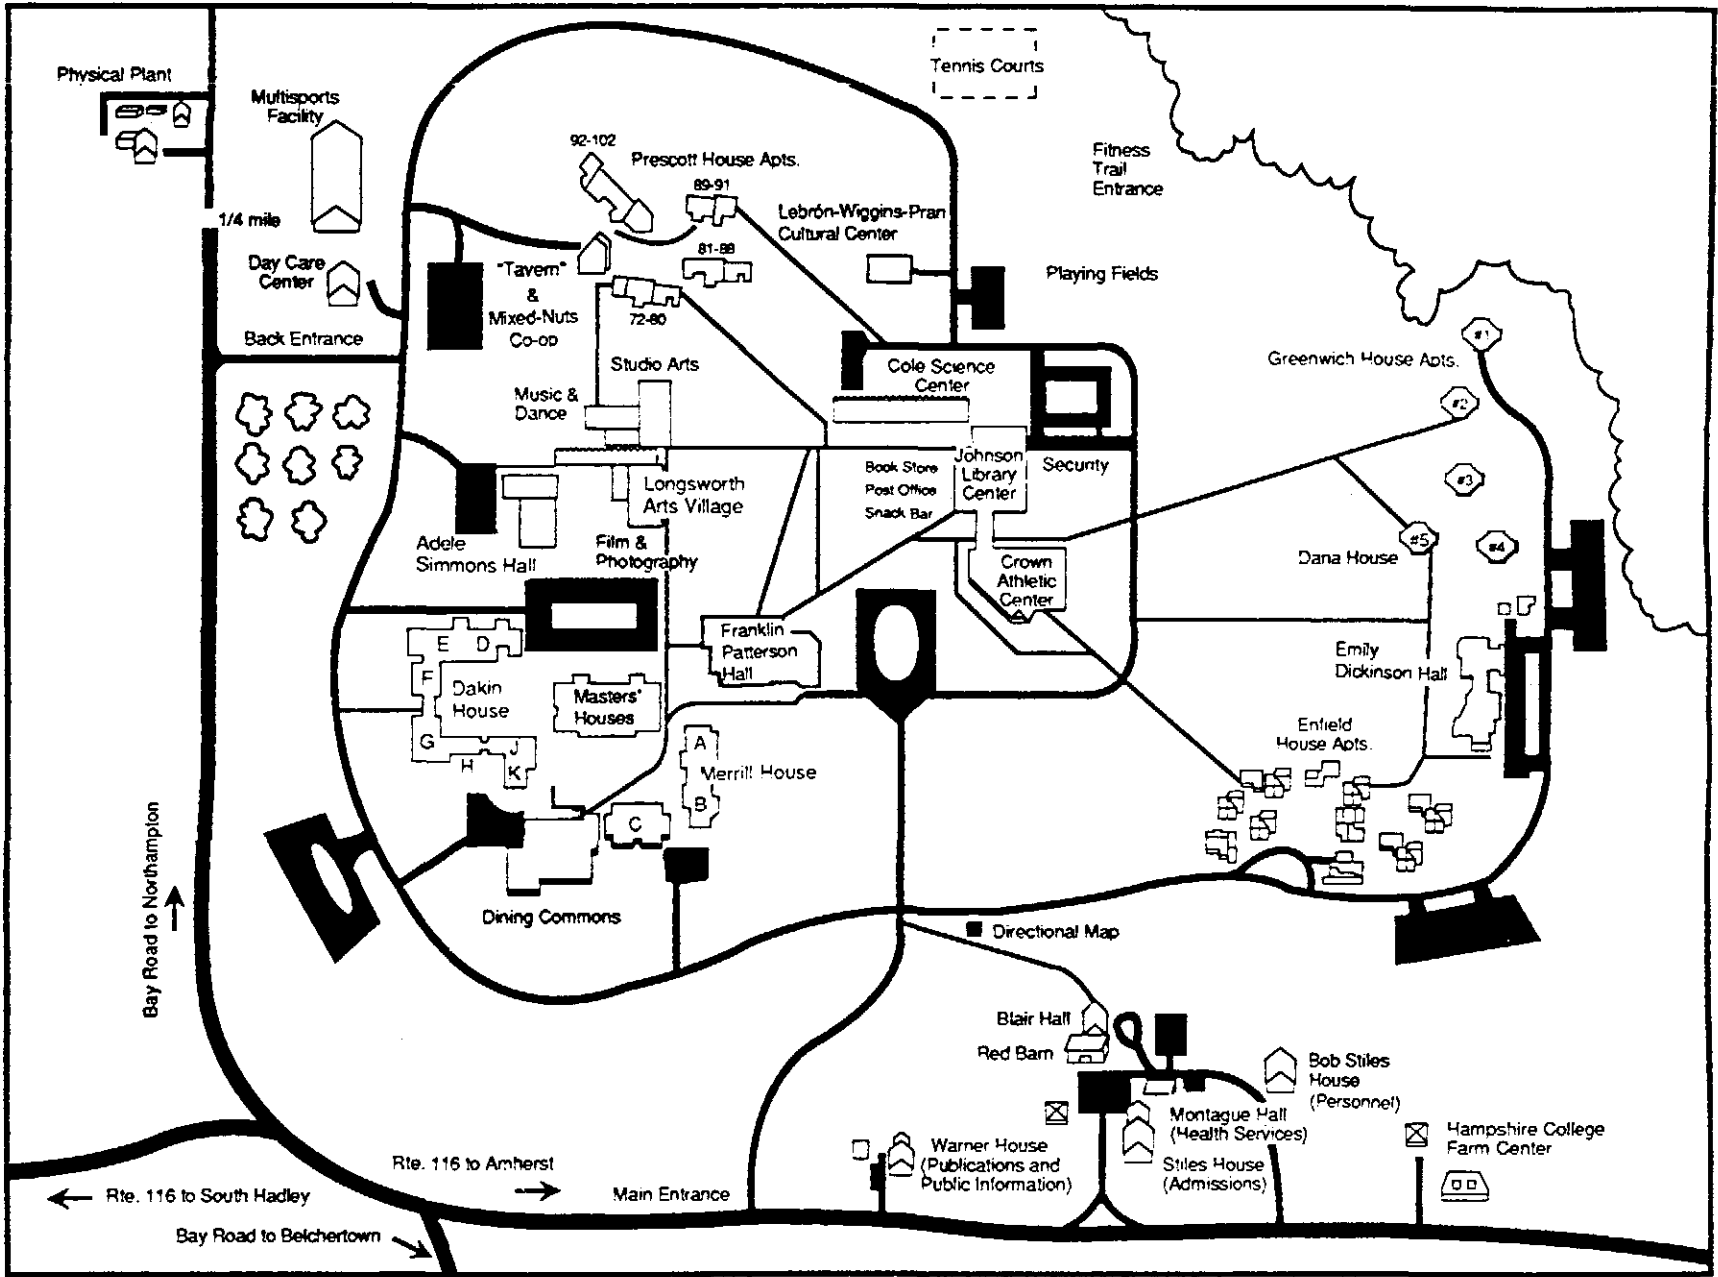 Tennis Courts
Physical Plant
Multisports
Facility
92-102
Prescott House Apts.
89-91
Fitness
Trail
Entrance
1/4 mile
Lebrón-Wiggins-Pran
Cultural Center
81-88
Day Care
Center
"Tavern"
&
Mixed-Nuts
Co-op
72-80
Playing Fields
Back Entrance
#1
Greenwich House Apts.
Studio Arts
Cole Science
Center
Music &
Dance
#2
Book Store
Post Office
Snack Bar
Johnson
Library
Center
Security
#3
Longsworth
Arts Village
Adele
Simmons Hall
Film &
Photography
#5
#4
Dana House
Crown
Athletic
Center
E D
F
Dakin
House
G
H
J
K
Franklin
Patterson
Hall
Masters'
Houses
Emily
Dickinson Hall
Enfield
House Apts.
A
Merrill House
B
C
Dining Commons
Bay Road to Northampton
Directional Map
Blair Hall
Red Barn
Bob Stiles
House
(Personnel)
Montague Hall
(Health Services)
Stiles House
(Admissions)
Hampshire College
Farm Center
Warner House
(Publications and
Public Information)
Rte. 116 to Amherst
Rte. 116 to South Hadley
Main Entrance
Bay Road to Belchertown